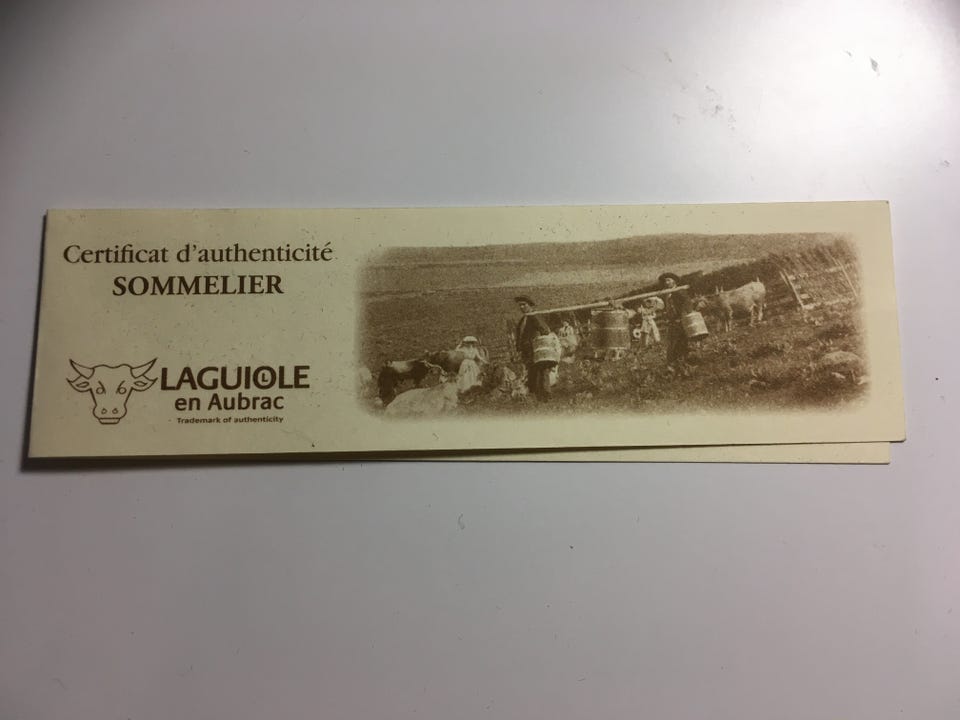 Certificat d'authenticité
SOMMELIER
LAGUIOLE
en Aubrac
Trademark of authenticity